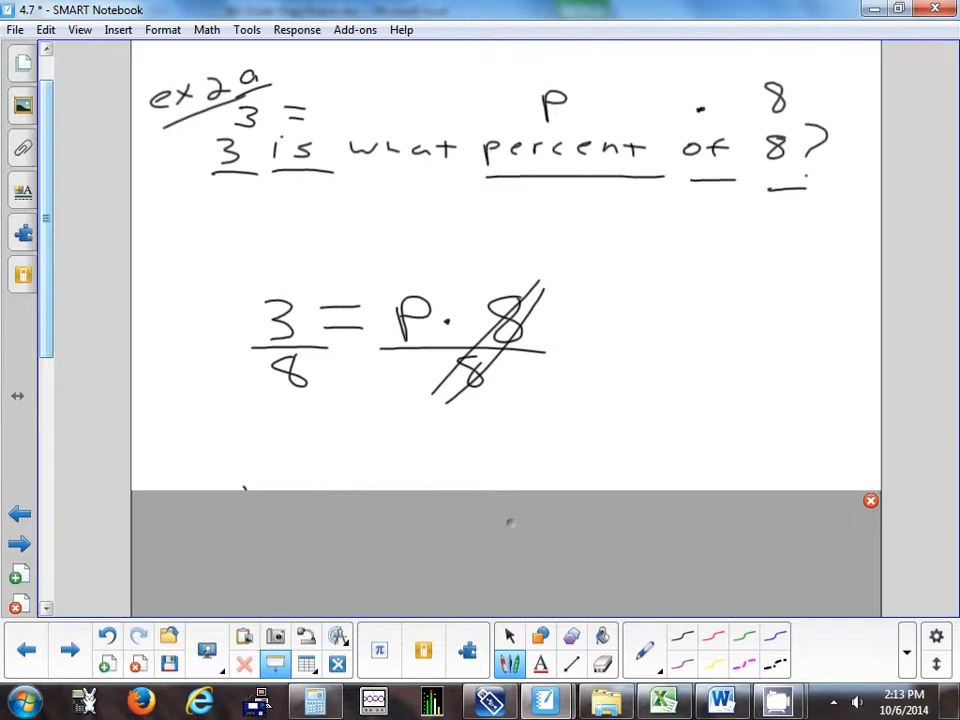 4.7 * - SMART Notebook
File Edit View Insert Format Math Tools Response Add-ons Help
ex 2a
3 = p · 8
3 is what percent of 8?
3 = p · 8
8 8
2:13 PM
10/6/2014